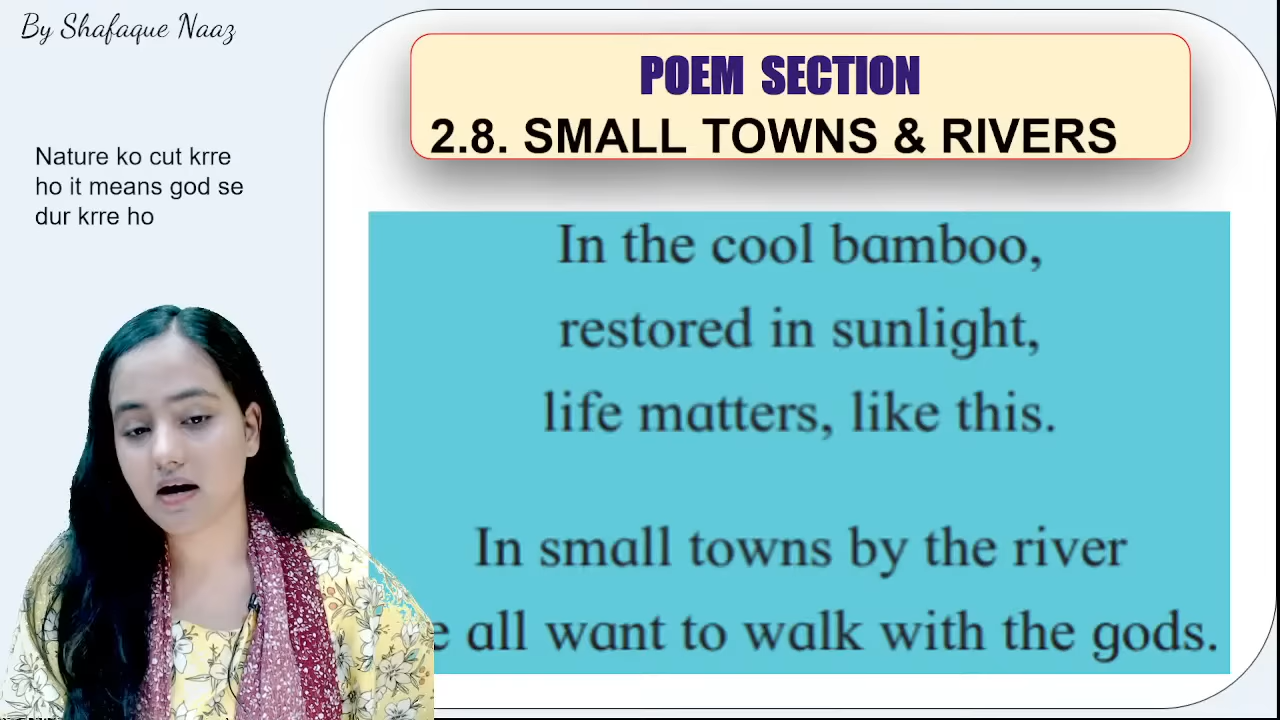 By Shafaque Naaz
POEM SECTION
2.8. SMALL TOWNS & RIVERS
Nature ko cut krre
ho it means god se
dur krre ho
In the cool bamboo,
restored in sunlight,
life matters, like this.
In small towns by the river
e all want to walk with the gods.